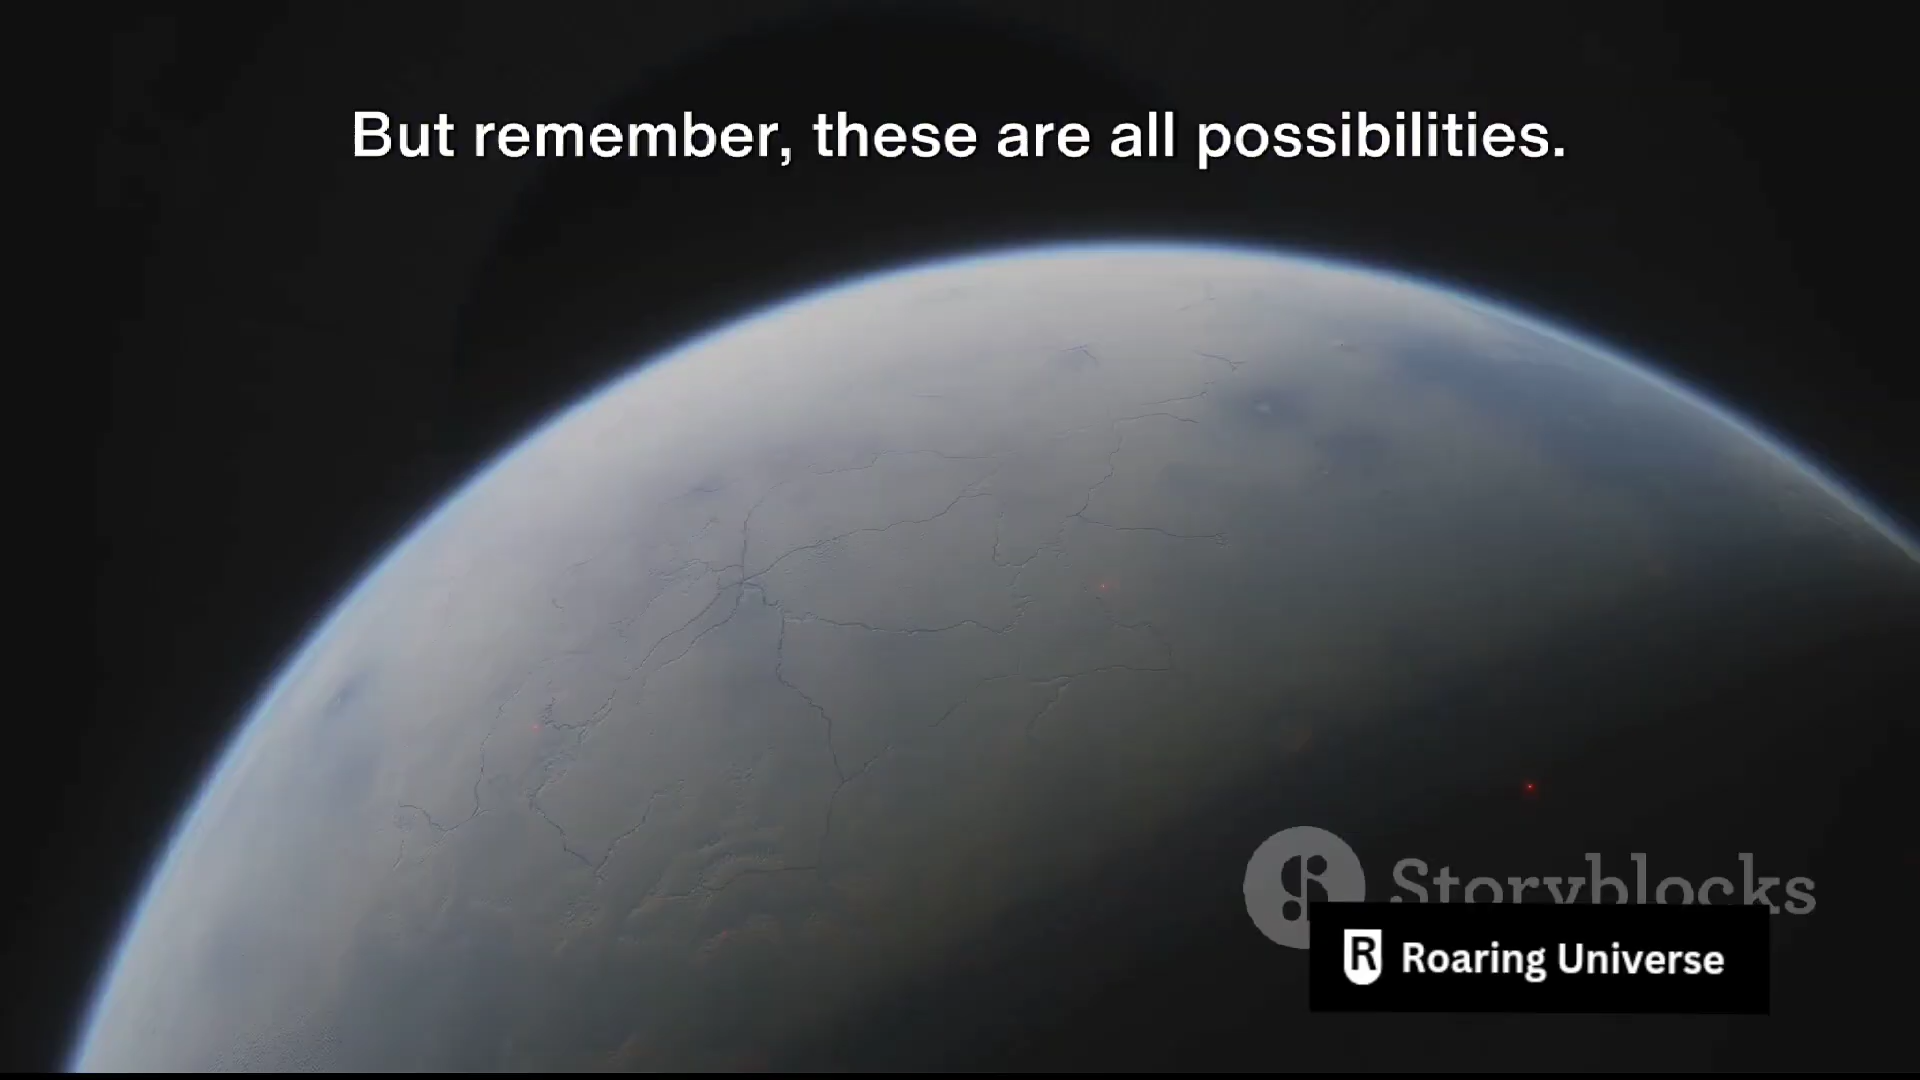 But remember, these are all possibilities.
Storyblocks
R Roaring Universe